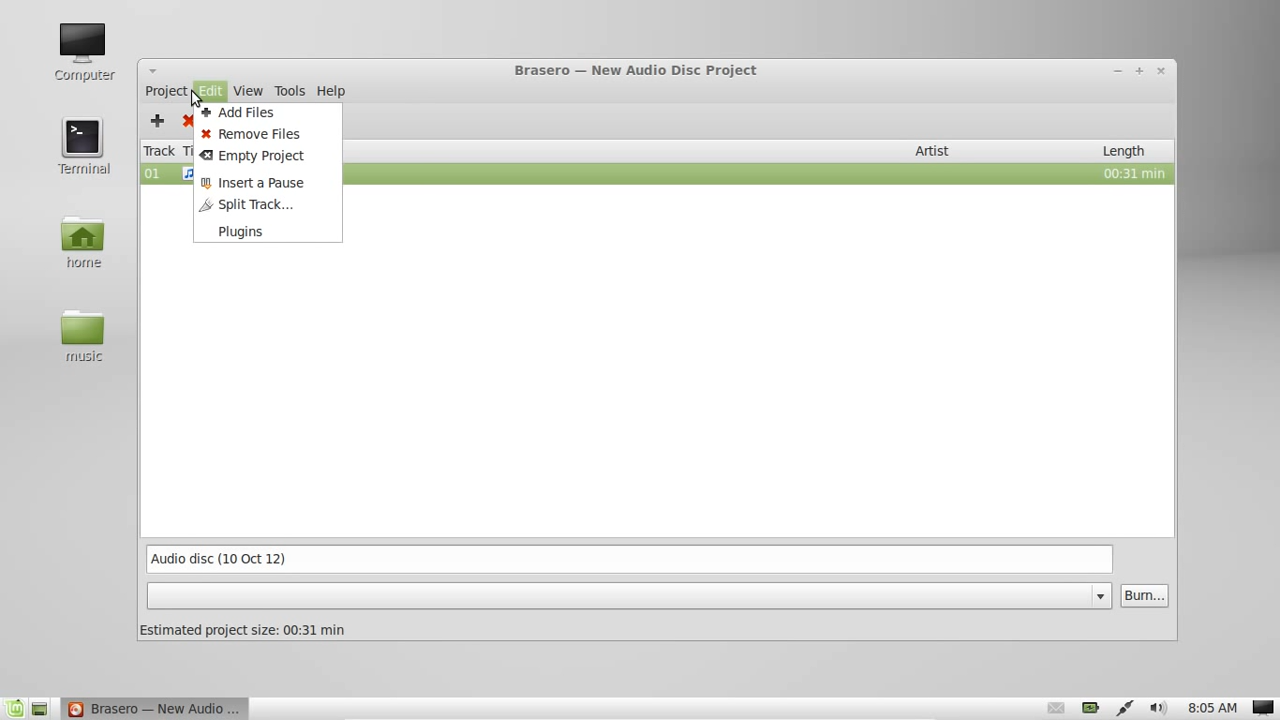 Computer
Terminal
home
music
Brasero — New Audio Disc Project
Project Edit View Tools Help
Add Files
Remove Files
Empty Project
Insert a Pause
Split Track...
Plugins
Track Artist Length
01 00:31 min
Audio disc (10 Oct 12)
Burn...
Estimated project size: 00:31 min
Brasero — New Audio ...
8:05 AM